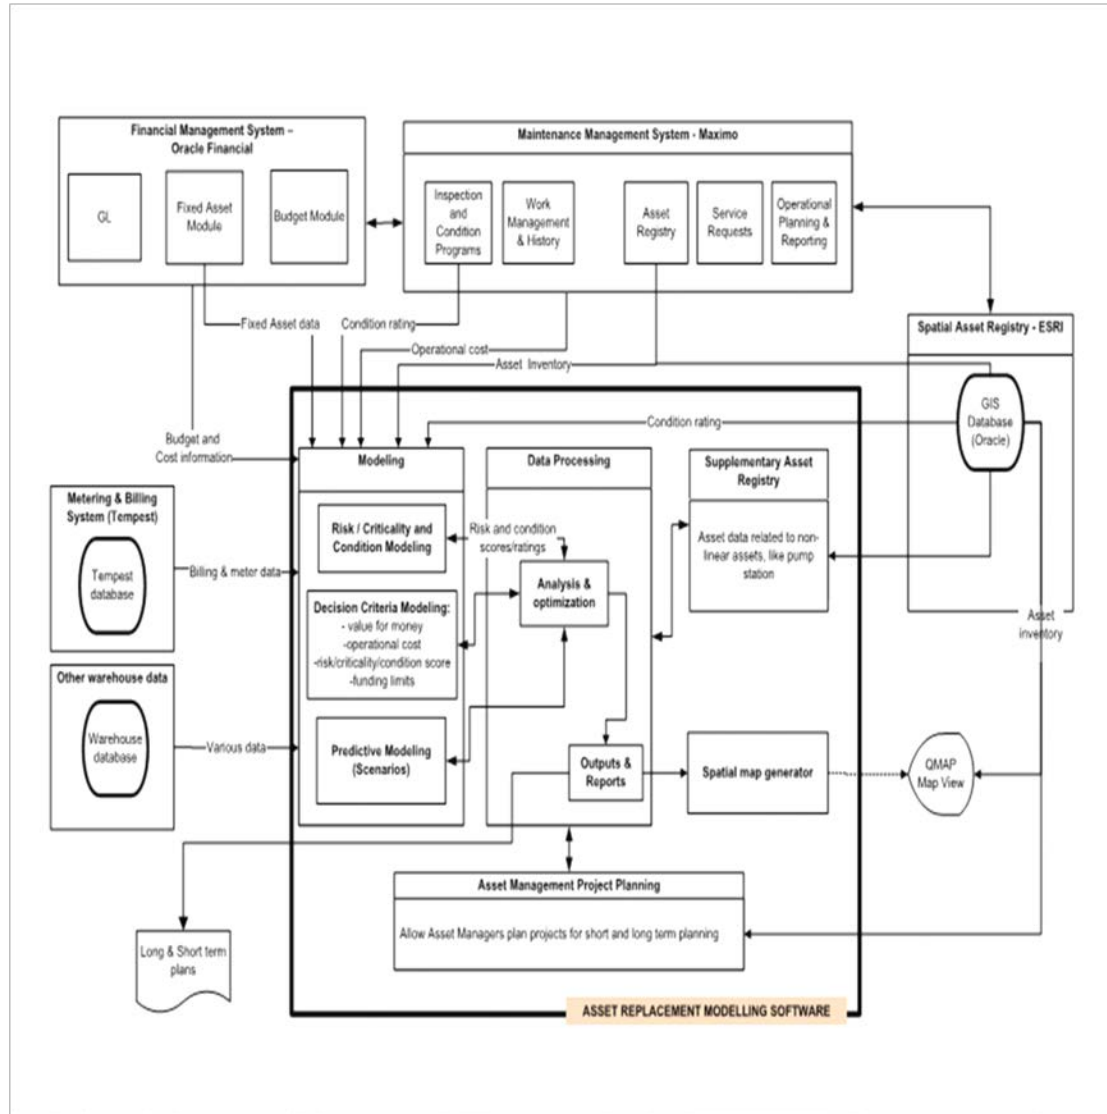 Financial Management System –
Oracle Financial
GL
Fixed Asset
Module
Budget Module
Maintenance Management System - Maximo
Inspection
and
Condition
Programs
Work
Management
& History
Asset
Registry
Service
Requests
Operational
Planning &
Reporting
Fixed Asset data
Condition rating
Operational cost
Asset Inventory
Spatial Asset Registry - ESRI
GIS
Database
(Oracle)
Condition rating
Budget and
Cost information
Metering & Billing
System (Tempest)
Tempest
database
Billing & meter data
Other warehouse data
Warehouse
database
Various data
Modeling
Risk / Criticality and
Condition Modeling
Decision Criteria Modeling:
- value for money
-operational cost
-risk/criticality/condition score
-funding limits
Predictive Modeling
(Scenarios)
Data Processing
Risk and condition
scores/ratings
Analysis &
optimization
Outputs &
Reports
Supplementary Asset
Registry
Asset data related to non-
linear assets, like pump
station
Asset
inventory
Spatial map generator
QMAP
Map View
Asset Management Project Planning
Allow Asset Managers plan projects for short and long term planning
Long & Short term
plans
ASSET REPLACEMENT MODELLING SOFTWARE